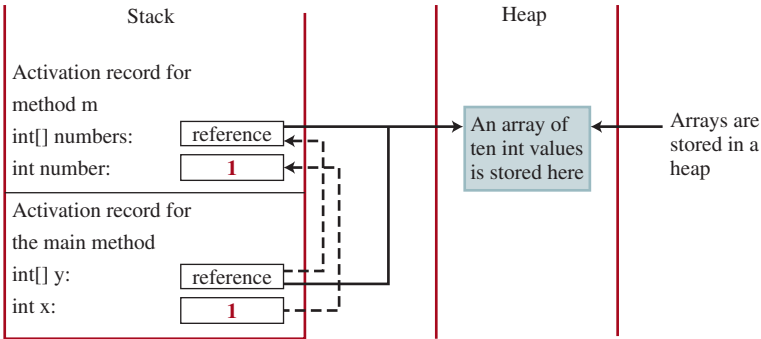 Stack
Heap
Activation record for
method m
int[] numbers: reference
int number: 1
Activation record for
the main method
int[] y: reference
int x: 1
An array of
ten int values
is stored here
Arrays are
stored in a
heap